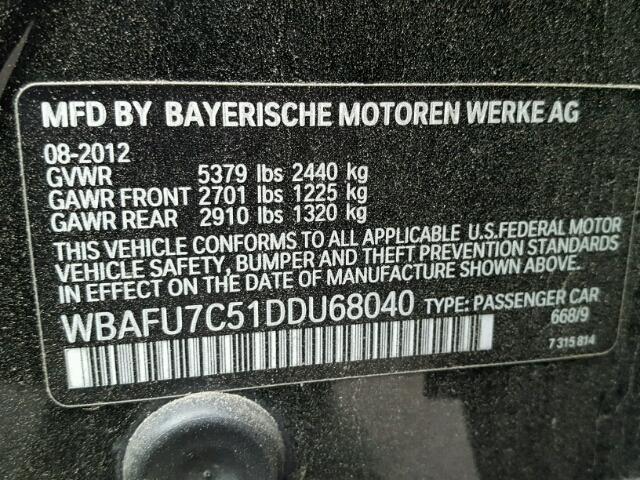 MFD BY BAYERISCHE MOTOREN WERKE AG
08-2012
GVWR 5379 lbs 2440 kg
GAWR FRONT 2701 lbs 1225 kg
GAWR REAR 2910 lbs 1320 kg
THIS VEHICLE CONFORMS TO ALL APPLICABLE U.S.FEDERAL MOTOR
VEHICLE SAFETY, BUMPER AND THEFT PREVENTION STANDARDS
IN EFFECT ON THE DATE OF MANUFACTURE SHOWN ABOVE.
WBAFU7C51DDU68040 TYPE: PASSENGER CAR
668/9
7 315 814